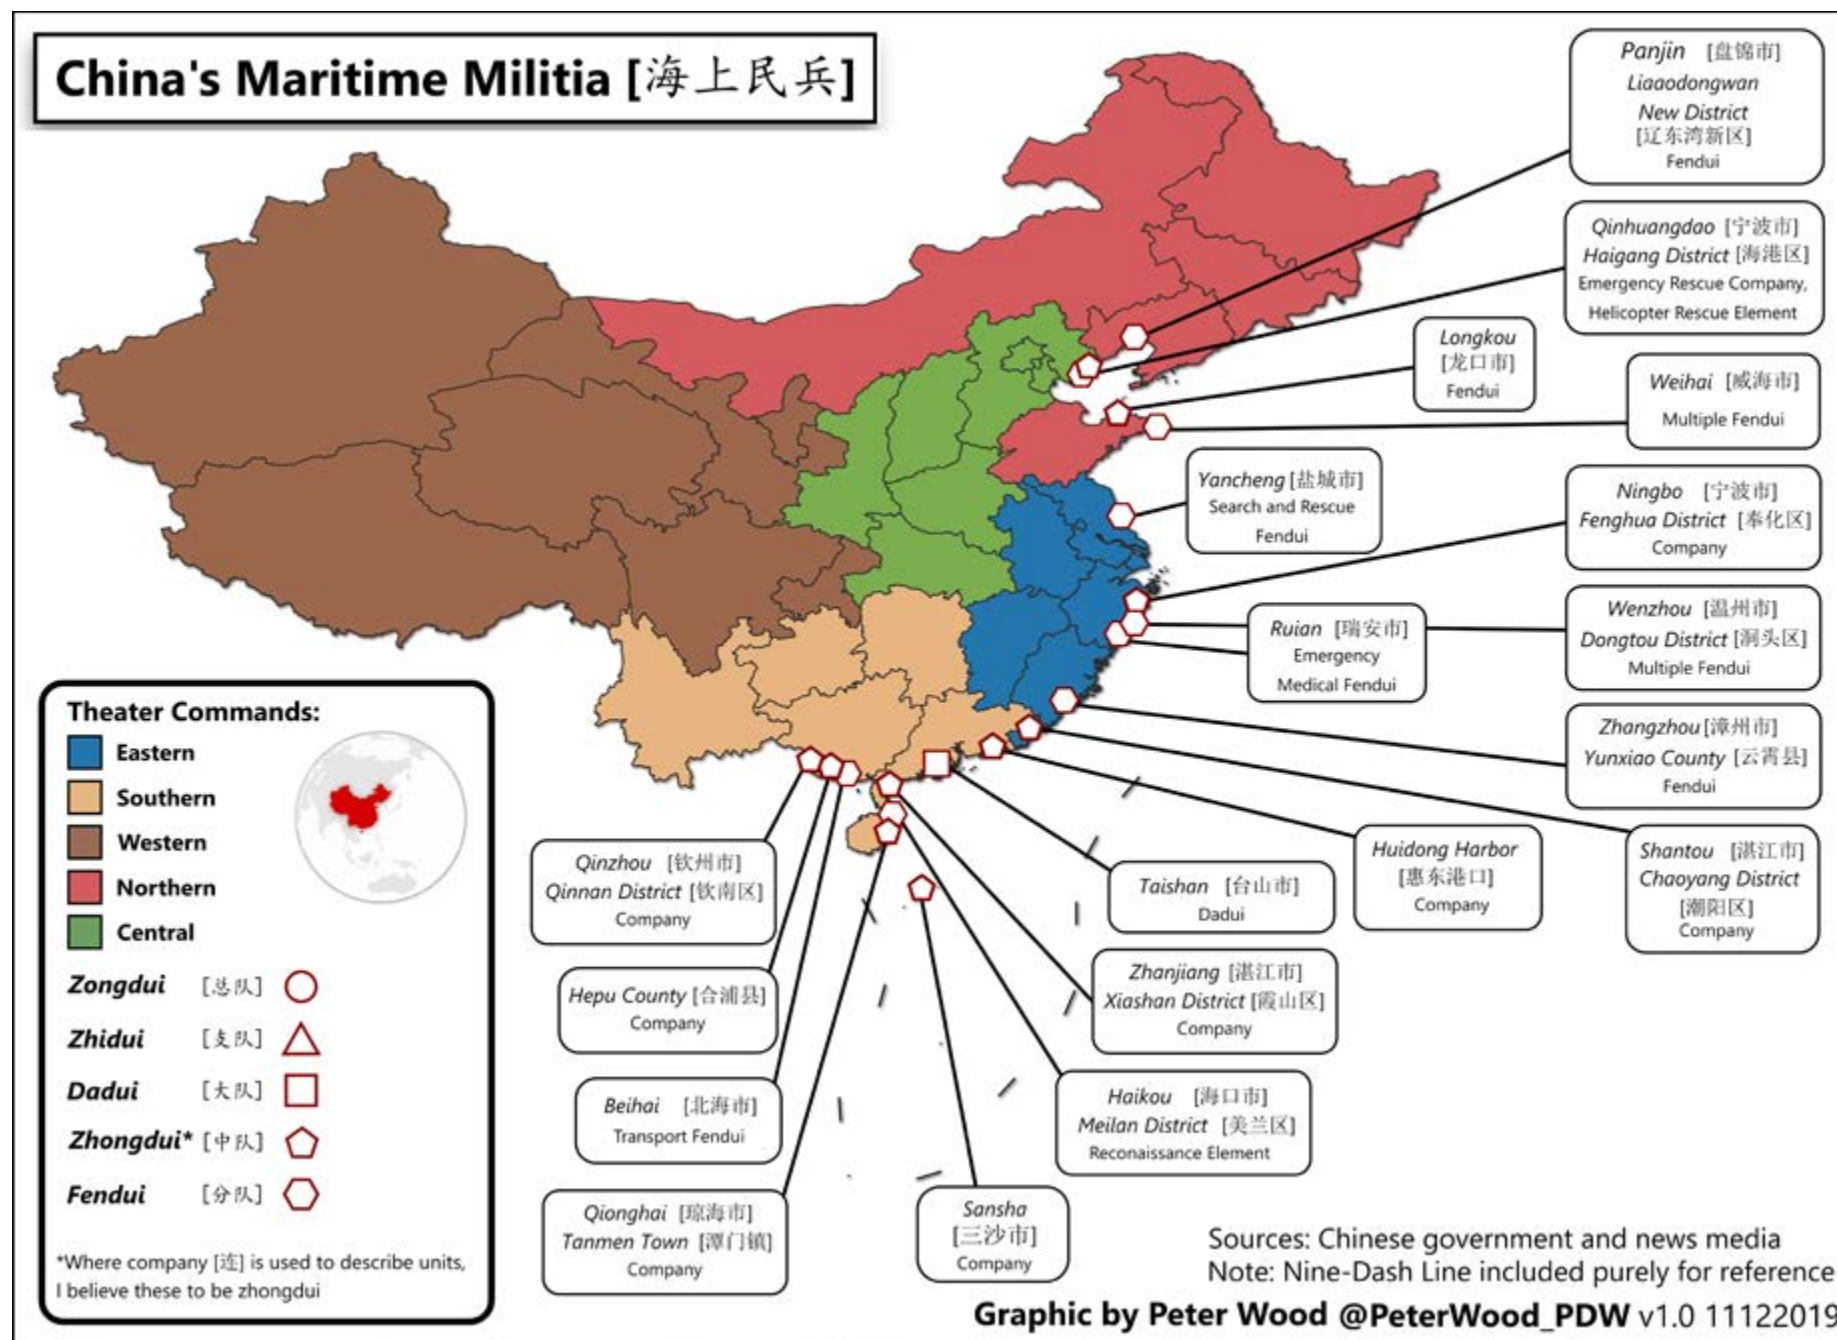 China's Maritime Militia [海上民兵]
Panjin [盘锦市]
Liaaodongwan
New District
[辽东湾新区]
Fendui
Qinhuangdao [宁波市]
Haigang District [海港区]
Emergency Rescue Company,
Helicopter Rescue Element
Longkou
[龙口市]
Fendui
Weihai [威海市]
Multiple Fendui
Yancheng [盐城市]
Search and Rescue
Fendui
Ningbo [宁波市]
Fenghua District [奉化区]
Company
Ruian [瑞安市]
Emergency
Medical Fendui
Wenzhou [温州市]
Dongtou District [洞头区]
Multiple Fendui
Zhangzhou [漳州市]
Yunxiao County [云霄县]
Fendui
Theater Commands:
Eastern
Southern
Western
Northern
Central
Zongdui [总队]
Zhidui [支队]
Dadui [大队]
Zhongdui* [中队]
Fendui [分队]
*Where company [连] is used to describe units,
I believe these to be zhongdui
Qinzhou [钦州市]
Qinnan District [钦南区]
Company
Hepu County [合浦县]
Company
Beihai [北海市]
Transport Fendui
Qionghai [琼海市]
Tanmen Town [潭门镇]
Company
Taishan [台山市]
Dadui
Huidong Harbor
[惠东港口]
Company
Shantou [湛江市]
Chaoyang District
[潮阳区]
Company
Zhanjiang [湛江市]
Xiashan District [霞山区]
Company
Haikou [海口市]
Meilan District [美兰区]
Reconaissance Element
Sansha
[三沙市]
Company
Sources: Chinese government and news media
Note: Nine-Dash Line included purely for reference
Graphic by Peter Wood @PeterWood_PDW v1.0 11122019